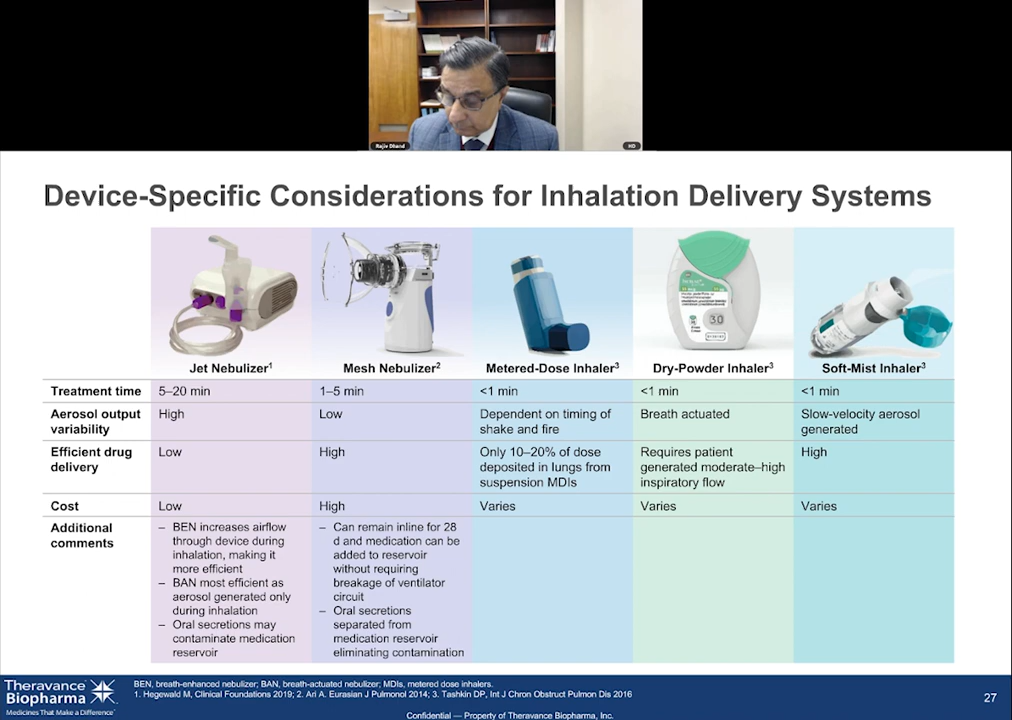 Rajiv Dhand
HD
Device-Specific Considerations for Inhalation Delivery Systems
30
Jet Nebulizer1
Mesh Nebulizer2
Metered-Dose Inhaler3
Dry-Powder Inhaler3
Soft-Mist Inhaler3
Treatment time
5–20 min
1–5 min
<1 min
<1 min
<1 min
Aerosol output
variability
High
Low
Dependent on timing of
shake and fire
Breath actuated
Slow-velocity aerosol
generated
Efficient drug
delivery
Low
High
Only 10–20% of dose
deposited in lungs from
suspension MDIs
Requires patient
generated moderate–high
inspiratory flow
High
Cost
Low
High
Varies
Varies
Varies
Additional
comments
– BEN increases airflow
through device during
inhalation, making it
more efficient
– BAN most efficient as
aerosol generated only
during inhalation
– Oral secretions may
contaminate medication
reservoir
– Can remain inline for 28
d and medication can be
added to reservoir
without requiring
breakage of ventilator
circuit
– Oral secretions
separated from
medication reservoir
eliminating contamination
Theravance
Biopharma
Medicines That Make a Difference®
BEN, breath-enhanced nebulizer; BAN, breath-actuated nebulizer; MDIs, metered dose inhalers.
1. Hegewald M, Clinical Foundations 2019; 2. Ari A. Eurasian J Pulmonol 2014; 3. Tashkin DP, Int J Chron Obstruct Pulmon Dis 2016
Confidential — Property of Theravance Biopharma, Inc.
27